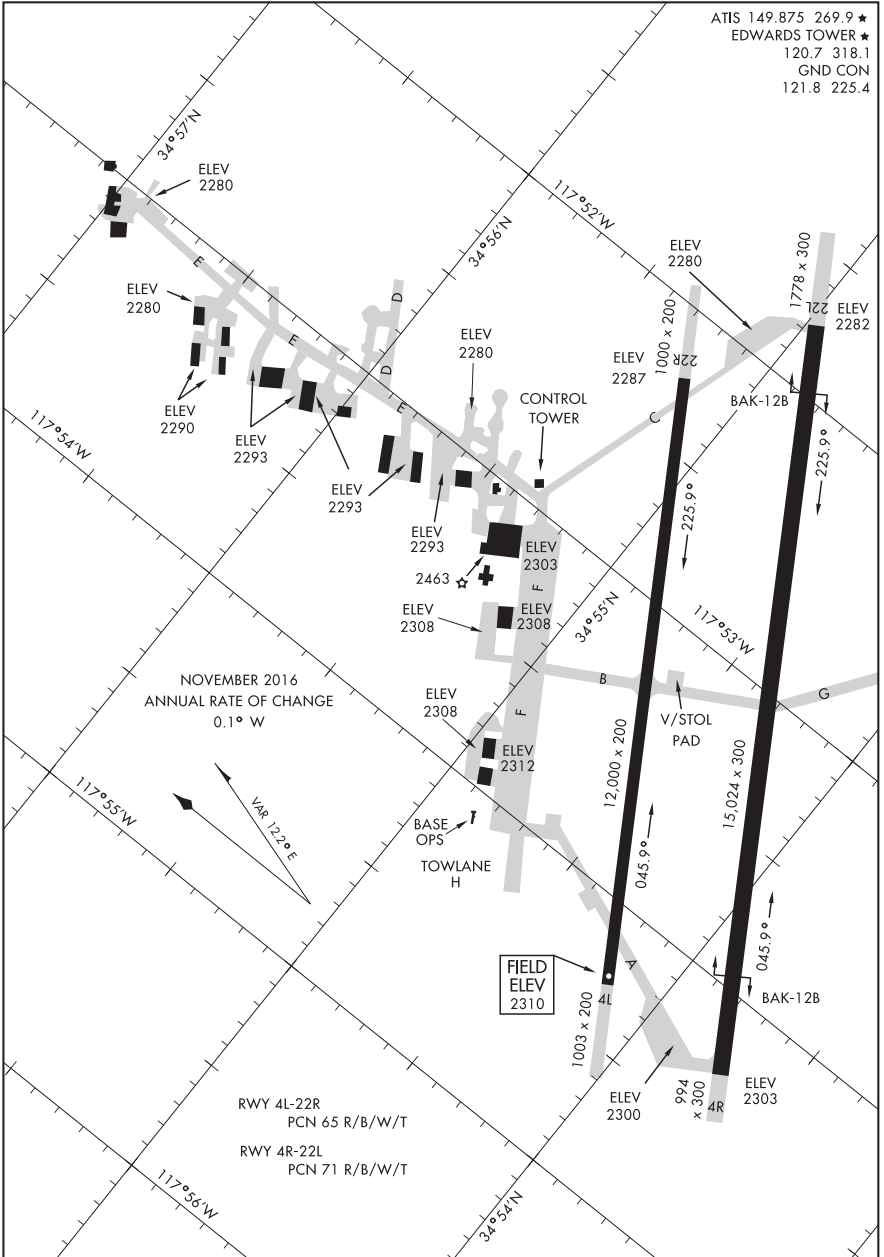 ATIS 149.875 269.9 ★
EDWARDS TOWER ★
120.7 318.1
GND CON
121.8 225.4
34°57'N
ELEV
2280
117°52'W
34°56'N
ELEV
2280
1778 x 300
22L
ELEV
2282
E
ELEV
2280
D
D
1000 x 200
22R
ELEV
2287
E
ELEV
2280
BAK-12B
CONTROL
TOWER
E
C
225.9°
225.9°
ELEV
2290
117°54'W
ELEV
2293
ELEV
2293
ELEV
2293
ELEV
2303
2463
F
ELEV
2308
ELEV
2308
34°55'N
117°53'W
B
G
V/STOL
PAD
NOVEMBER 2016
ANNUAL RATE OF CHANGE
0.1° W
VAR 12.2° E
ELEV
2308
F
ELEV
2312
12,000 x 200
15,024 x 300
117°55'W
BASE
OPS
TOWLANE
H
045.9°
045.9°
A
FIELD
ELEV
2310
4L
1003 x 200
BAK-12B
ELEV
2300
994
x 300
4R
ELEV
2303
RWY 4L-22R
PCN 65 R/B/W/T
RWY 4R-22L
PCN 71 R/B/W/T
117°56'W
34°54'N